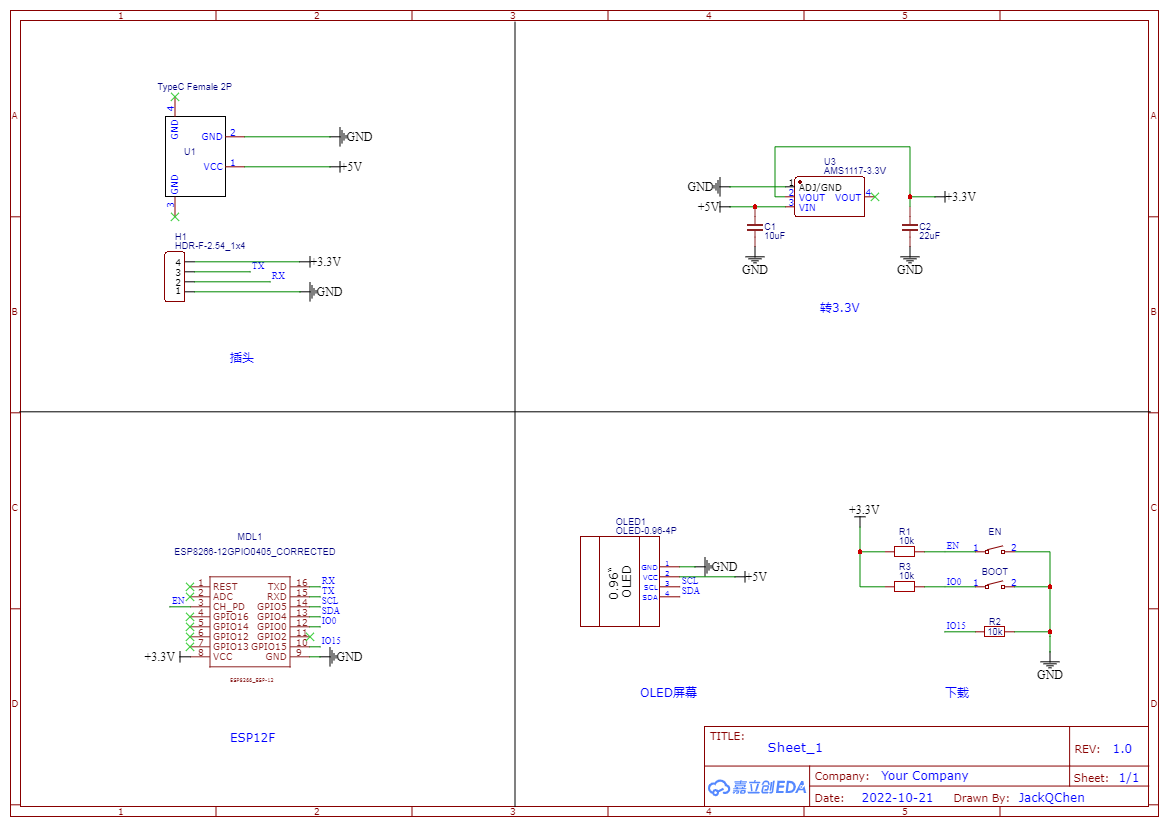 1 2 3 4 5
A A
B B
C C
D D
TypeC Female 2P
4
GND
GND 2
GND
U1
VCC 1
+5V
GND
3
H1
HDR-F-2.54_1x4
4
+3.3V
3
TX
2
RX
1
GND
插头
U3
AMS1117-3.3V
GND
1
ADJ/GND
2
VOUT
VOUT
4
+3.3V
+5V
3
VIN
C1
10uF
C2
22uF
GND
GND
转3.3V
MDL1
ESP8266-12GPIO0405_CORRECTED
1 REST TXD 16 RX
2 ADC RXD 15 TX
EN 3 CH_PD GPIO5 14 SCL
4 GPIO16 GPIO4 13 SDA
5 GPIO14 GPIO0 12 IO0
6 GPIO12 GPIO2 11
7 GPIO13 GPIO15 10 IO15
+3.3V 8 VCC GND 9 GND
ESP8266_ESP-12
ESP12F
OLED1
OLED-0.96-4P
0.96“
OLED
GND 1 GND
VCC 2 +5V
SCL 3 SCL
SDA 4 SDA
OLED屏幕
+3.3V
R1
10k
EN
EN 1 2
R3
10k
BOOT
IO0 1 2
IO15
R2
10k
GND
下载
TITLE:
Sheet_1
REV: 1.0
嘉立创EDA
Company: Your Company
Sheet: 1/1
Date: 2022-10-21 Drawn By: JackQChen
1 2 3 4 5